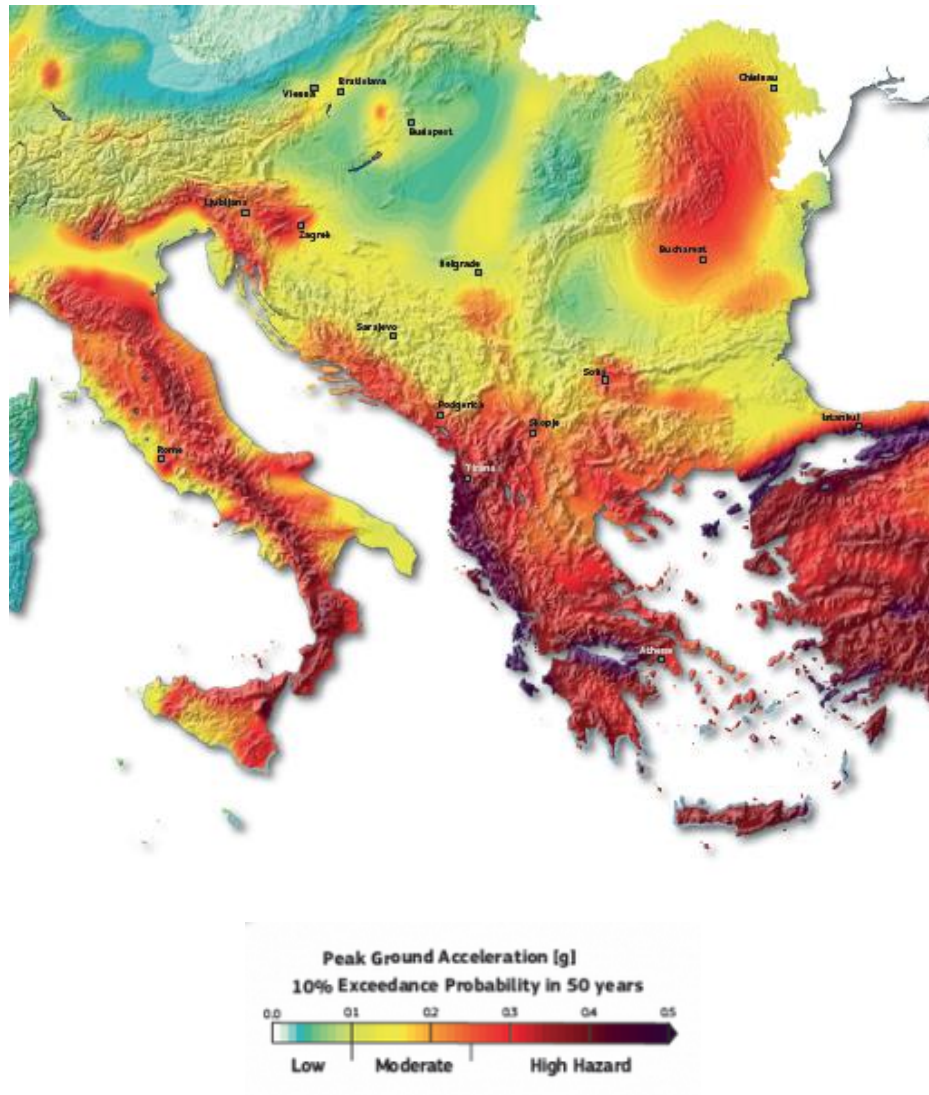 Chisinau
Bratislava
Vienna
Budapest
Ljubljana
Zagreb
Bucharest
Belgrade
Sarajevo
Sofia
Podgorica
Istanbul
Skopje
Rome
Tirana
Athens
Peak Ground Acceleration [g]
10% Exceedance Probability in 50 years
0.0 0.1 0.2 0.3 0.4 0.5
Low Moderate High Hazard